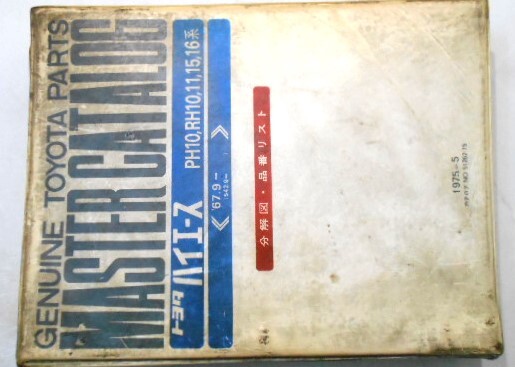 GENUINE TOYOTA PARTS
MASTER CATALOG
トヨタ ハイエース PH10,RH10,11,15,16系
《 '67.9ー 》
分解図・品番リスト
1975-5